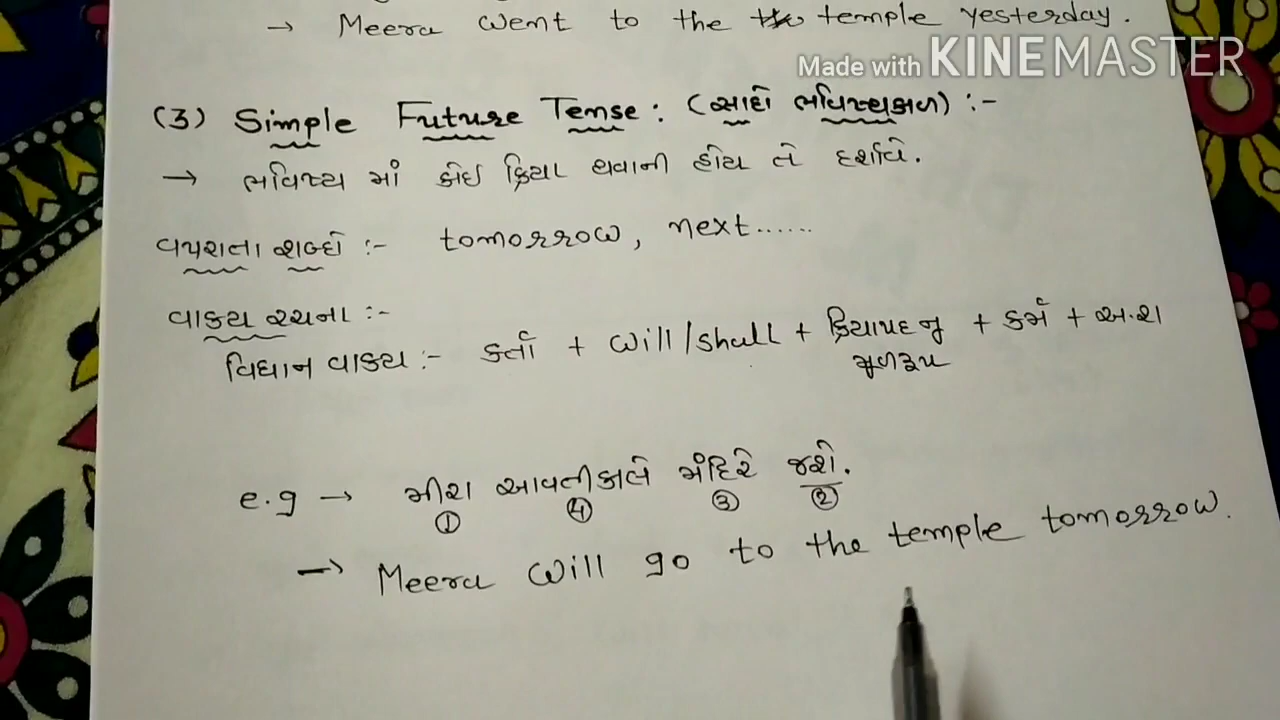 → Meera went to the temple yesterday.
Made with KINEMASTER
(3) Simple Future Tense : (સાદો ભવિષ્યકાળ) :-
→ ભવિષ્ય માં કોઈ ક્રિયા થવાની હોય તે દર્શાવે.
વપરાતા શબ્દો :- tomorrow, next......
વાક્ય રચના :-
વિધાન વાક્ય :- કર્તા + will/shall + ક્રિયાપદ નુ + કર્મ + અ.શ
મૂળરૂપ
e.g → મીરા આવતીકાલે મંદિરે જશે.
① ④ ③ ②
→ Meera will go to the temple tomorrow.